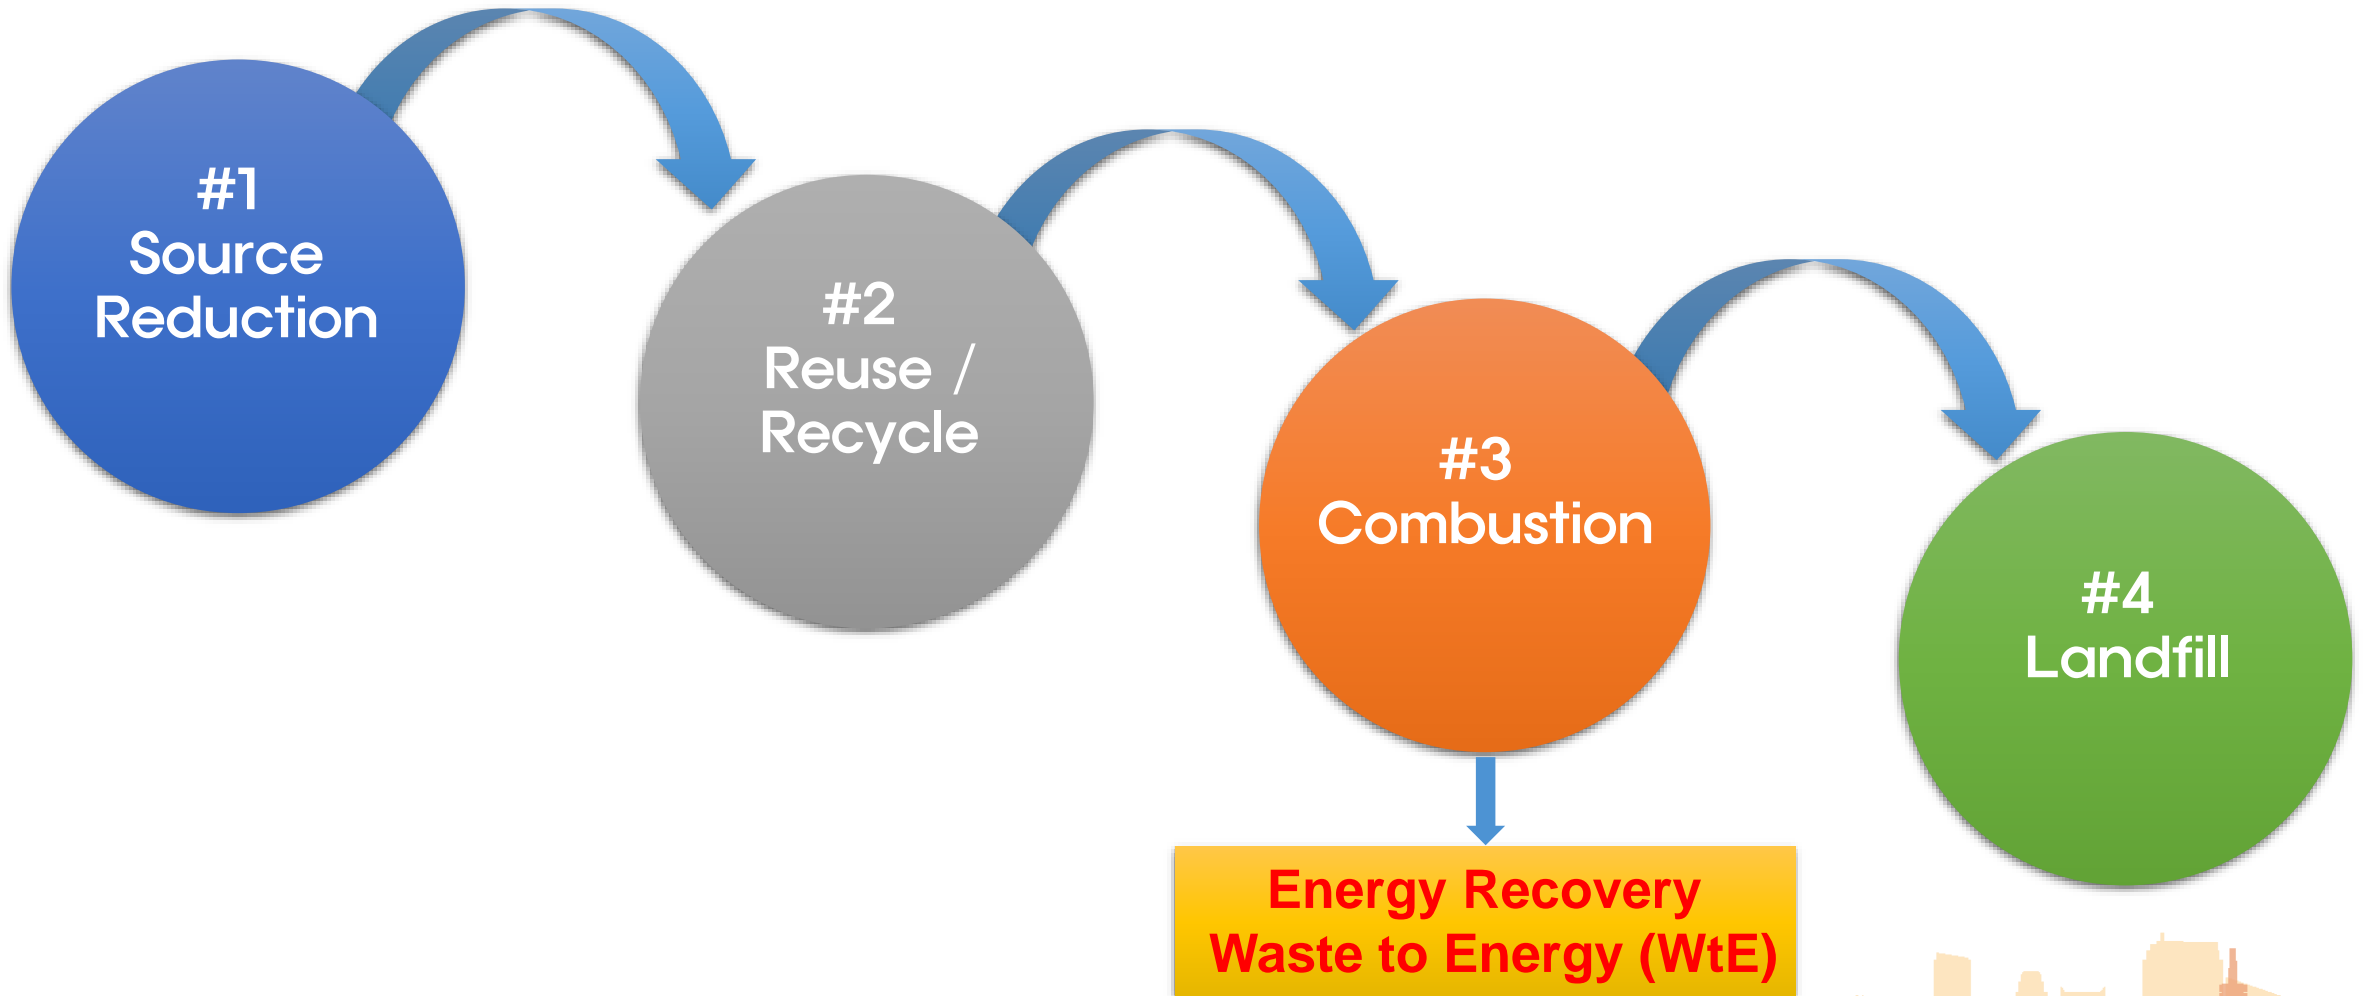 #1
Source
Reduction
#2
Reuse /
Recycle
#3
Combustion
#4
Landfill
Energy Recovery
Waste to Energy (WtE)